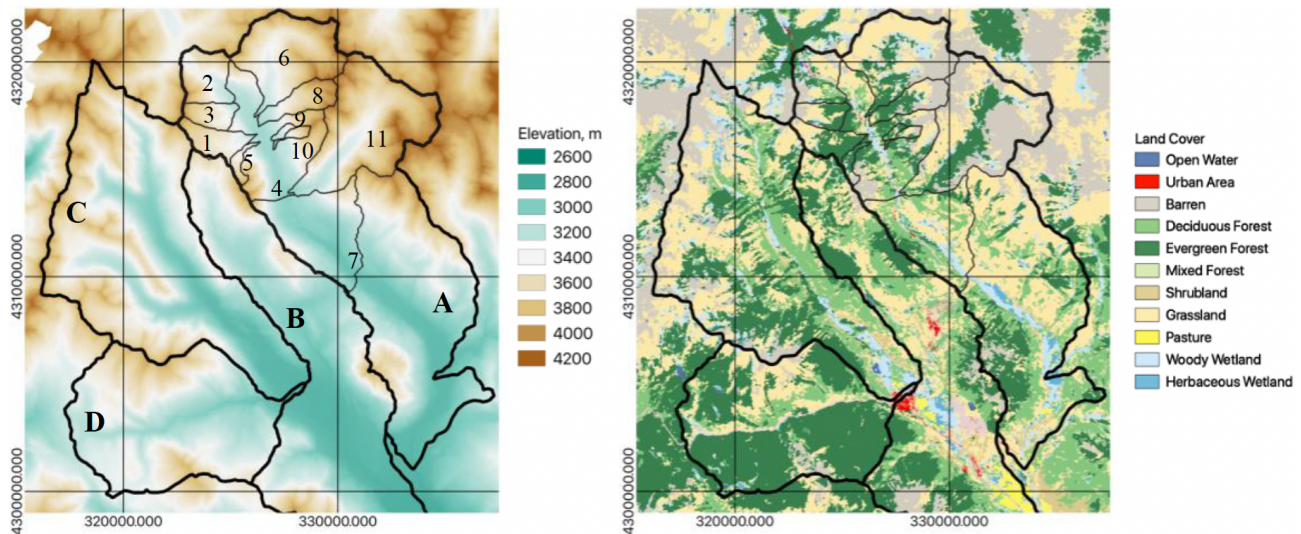 4320000.000
4310000.000
4300000.000
320000.000
330000.000
6
2
8
3
9
1
10
11
5
4
C
7
B
A
D
Elevation, m
2600
2800
3000
3200
3400
3600
3800
4000
4200
4320000.000
4310000.000
4300000.000
320000.000
330000.000
Land Cover
Open Water
Urban Area
Barren
Deciduous Forest
Evergreen Forest
Mixed Forest
Shrubland
Grassland
Pasture
Woody Wetland
Herbaceous Wetland